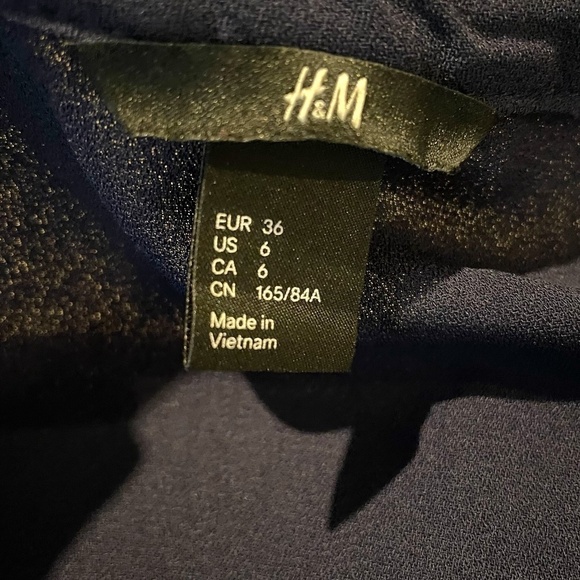 H&M
EUR 36
US 6
CA 6
CN 165/84A
Made in
Vietnam